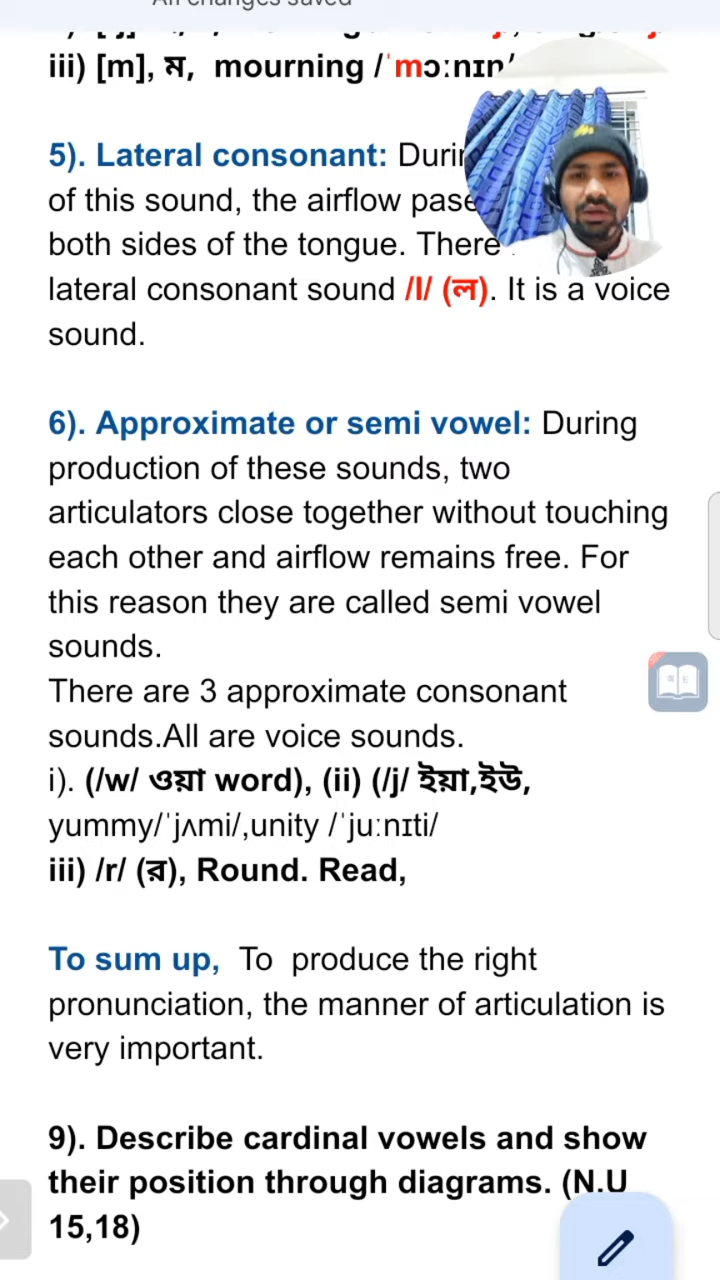 All changes saved
iii) [m], ম, mourning /ˈmɔːnɪŋ/
5). Lateral consonant:
of this sound, the airflow
both sides of the tongue. There
lateral consonant sound /l/ (ল). It is a voice
sound.
6). Approximate or semi vowel: During
production of these sounds, two
articulators close together without touching
each other and airflow remains free. For
this reason they are called semi vowel
sounds.
There are 3 approximate consonant
sounds.All are voice sounds.
i). (/w/ ওয়া word), (ii) (/j/ ইয়া,ইউ,
yummy/ˈjʌmi/,unity /ˈjuːnɪti/
iii) /r/ (র), Round. Read,
To sum up, To produce the right
pronunciation, the manner of articulation is
very important.
9). Describe cardinal vowels and show
their position through diagrams. (N.U
15,18)